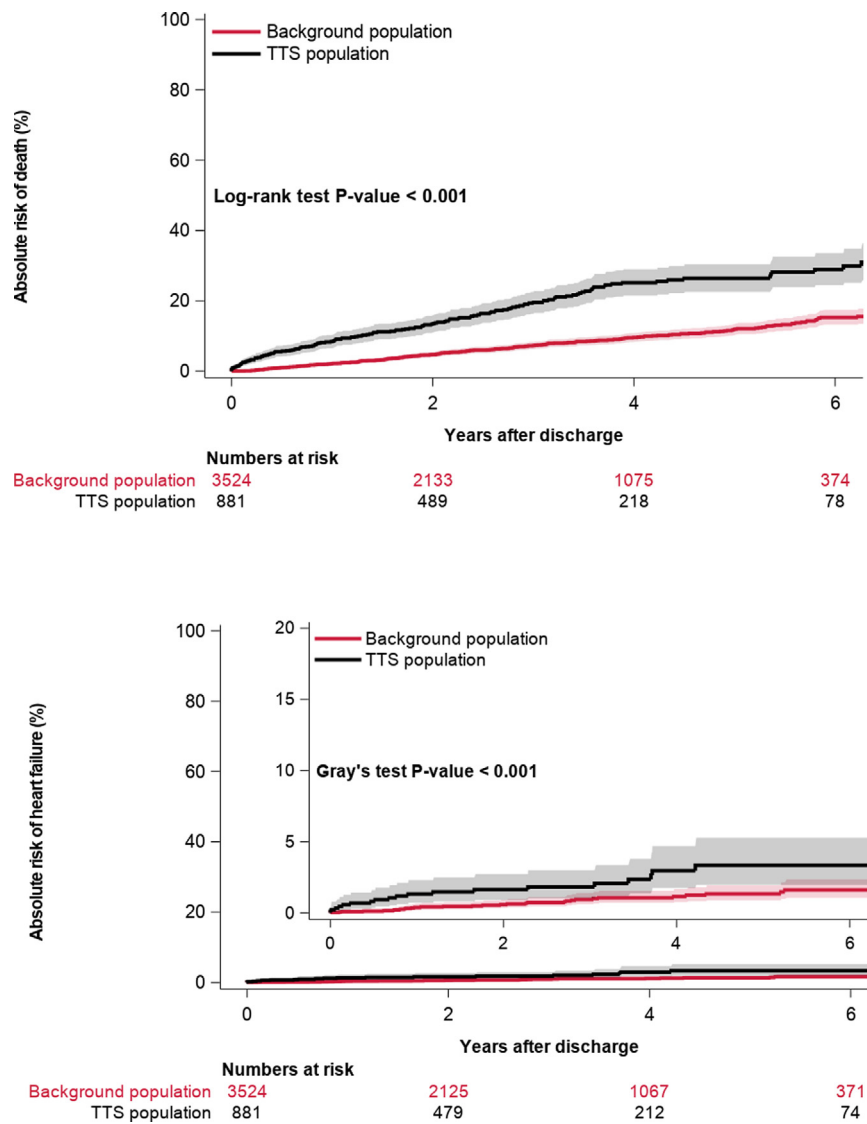 100
Background population
TTS population
80
60
Absolute risk of death (%)
Log-rank test P-value < 0.001
40
20
0
0 2 4 6
Years after discharge
Numbers at risk
Background population 3524 2133 1075 374
TTS population 881 489 218 78
100
20
Background population
TTS population
80
15
60
Absolute risk of heart failure (%)
10
Gray's test P-value < 0.001
40
5
20
0
0 2 4 6
0
0 2 4 6
Years after discharge
Numbers at risk
Background population 3524 2125 1067 371
TTS population 881 479 212 74